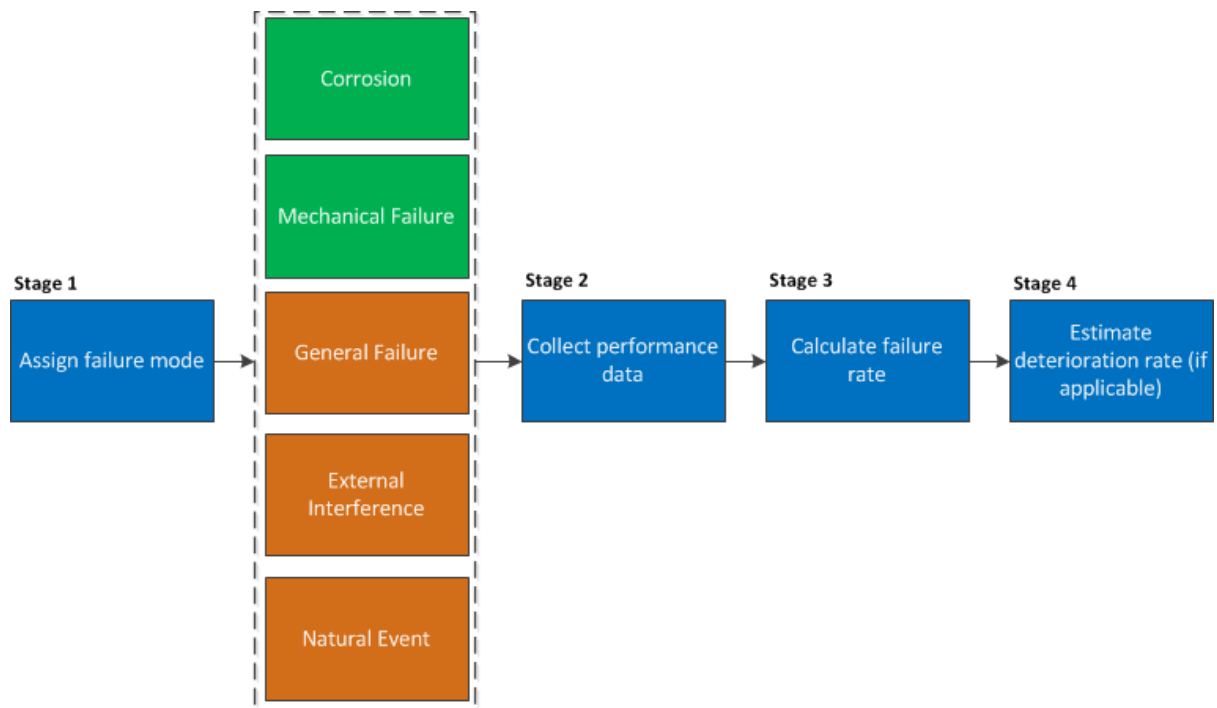 Stage 1
Assign failure mode
Corrosion
Mechanical Failure
General Failure
External
Interference
Natural Event
Stage 2
Collect performance
data
Stage 3
Calculate failure
rate
Stage 4
Estimate
deterioration rate (if
applicable)